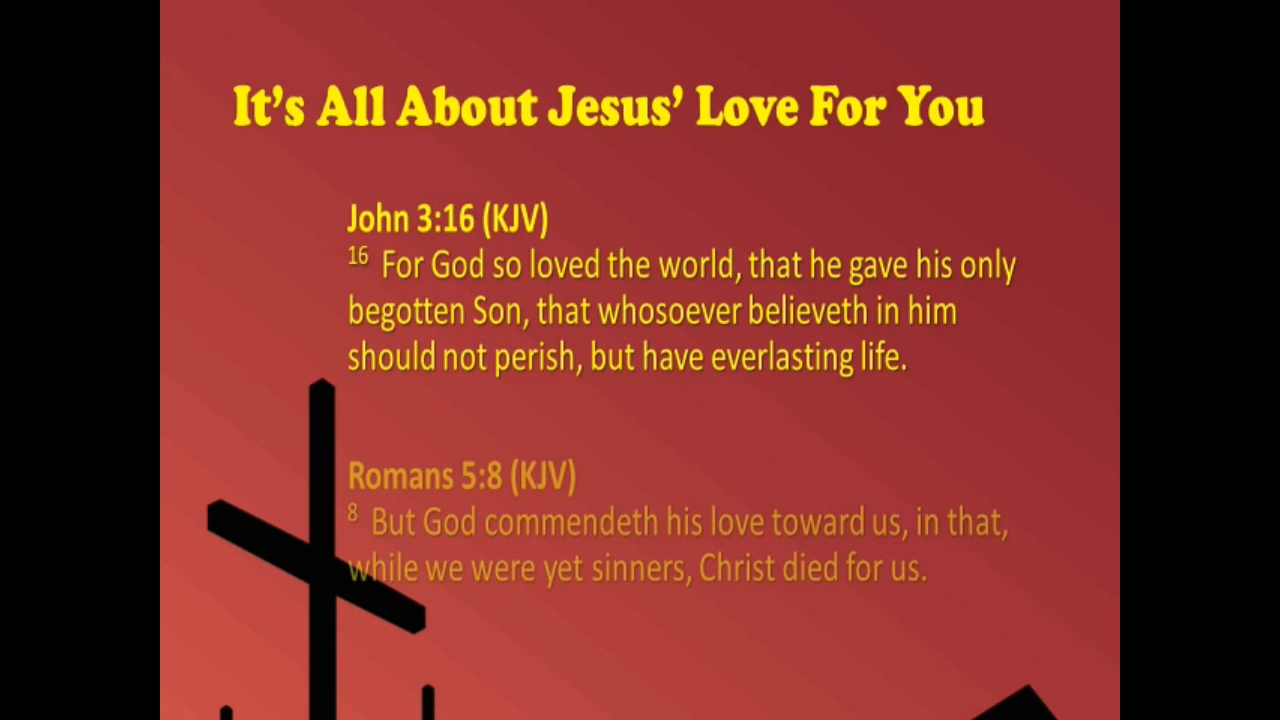 It’s All About Jesus’ Love For You
John 3:16 (KJV)
16 For God so loved the world, that he gave his only
begotten Son, that whosoever believeth in him
should not perish, but have everlasting life.
Romans 5:8 (KJV)
8 But God commendeth his love toward us, in that,
while we were yet sinners, Christ died for us.